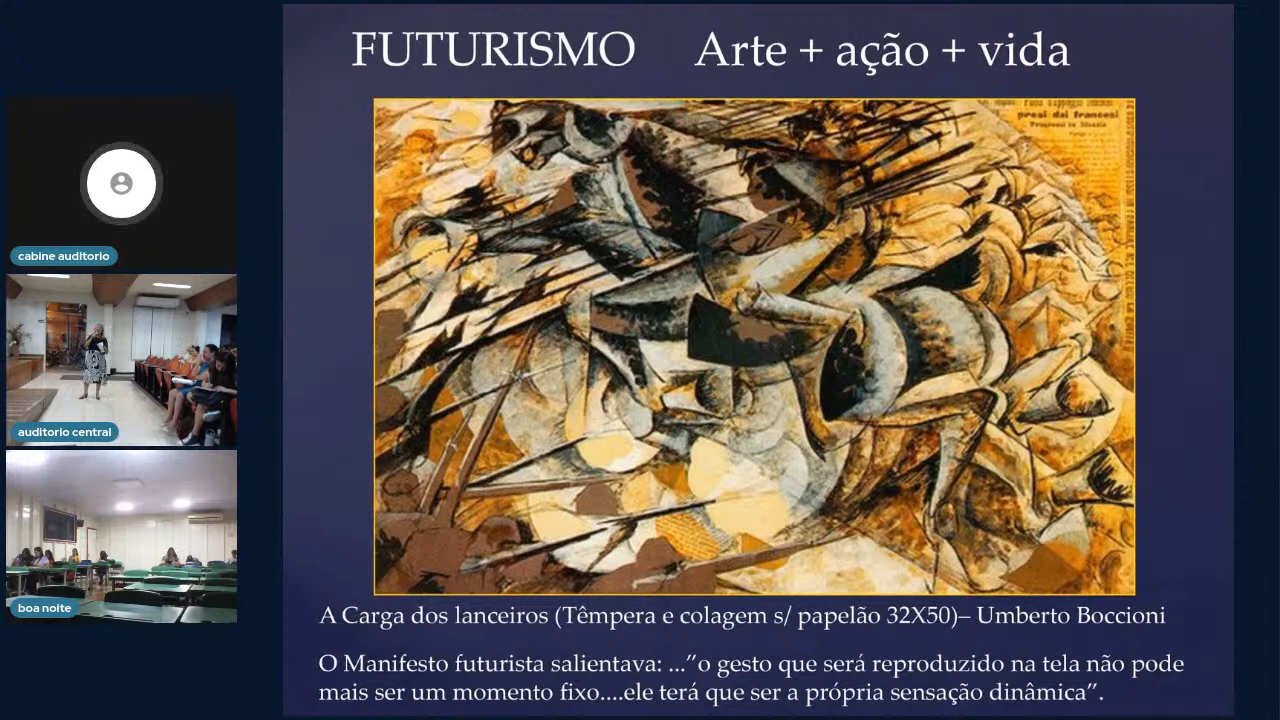 FUTURISMO Arte + ação + vida
presi dai francesi
cabine auditorio
auditorio central
boa noite
A Carga dos lanceiros (Têmpera e colagem s/ papelão 32X50)– Umberto Boccioni
O Manifesto futurista salientava: ...”o gesto que será reproduzido na tela não pode
mais ser um momento fixo....ele terá que ser a própria sensação dinâmica”.